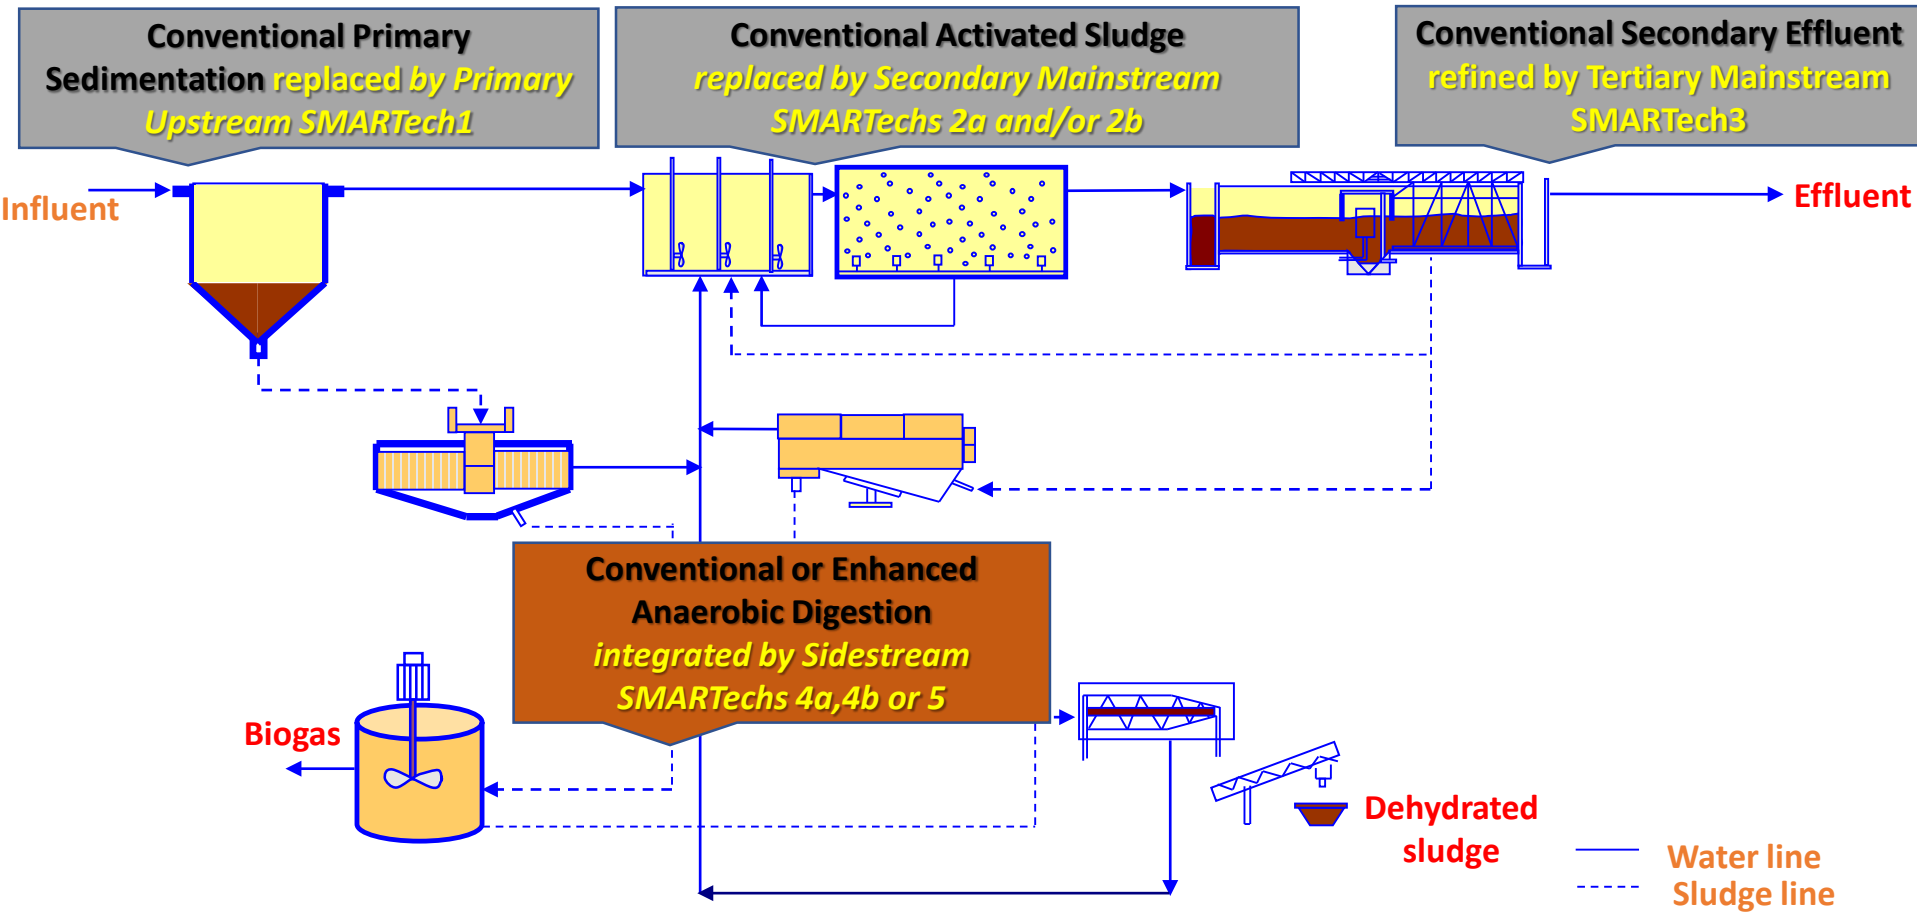 Conventional Primary
Sedimentation replaced by Primary
Upstream SMARTech1
Conventional Activated Sludge
replaced by Secondary Mainstream
SMARTechs 2a and/or 2b
Conventional Secondary Effluent
refined by Tertiary Mainstream
SMARTech3
Influent
Effluent
Conventional or Enhanced
Anaerobic Digestion
integrated by Sidestream
SMARTechs 4a,4b or 5
Biogas
Dehydrated
sludge
Water line
Sludge line